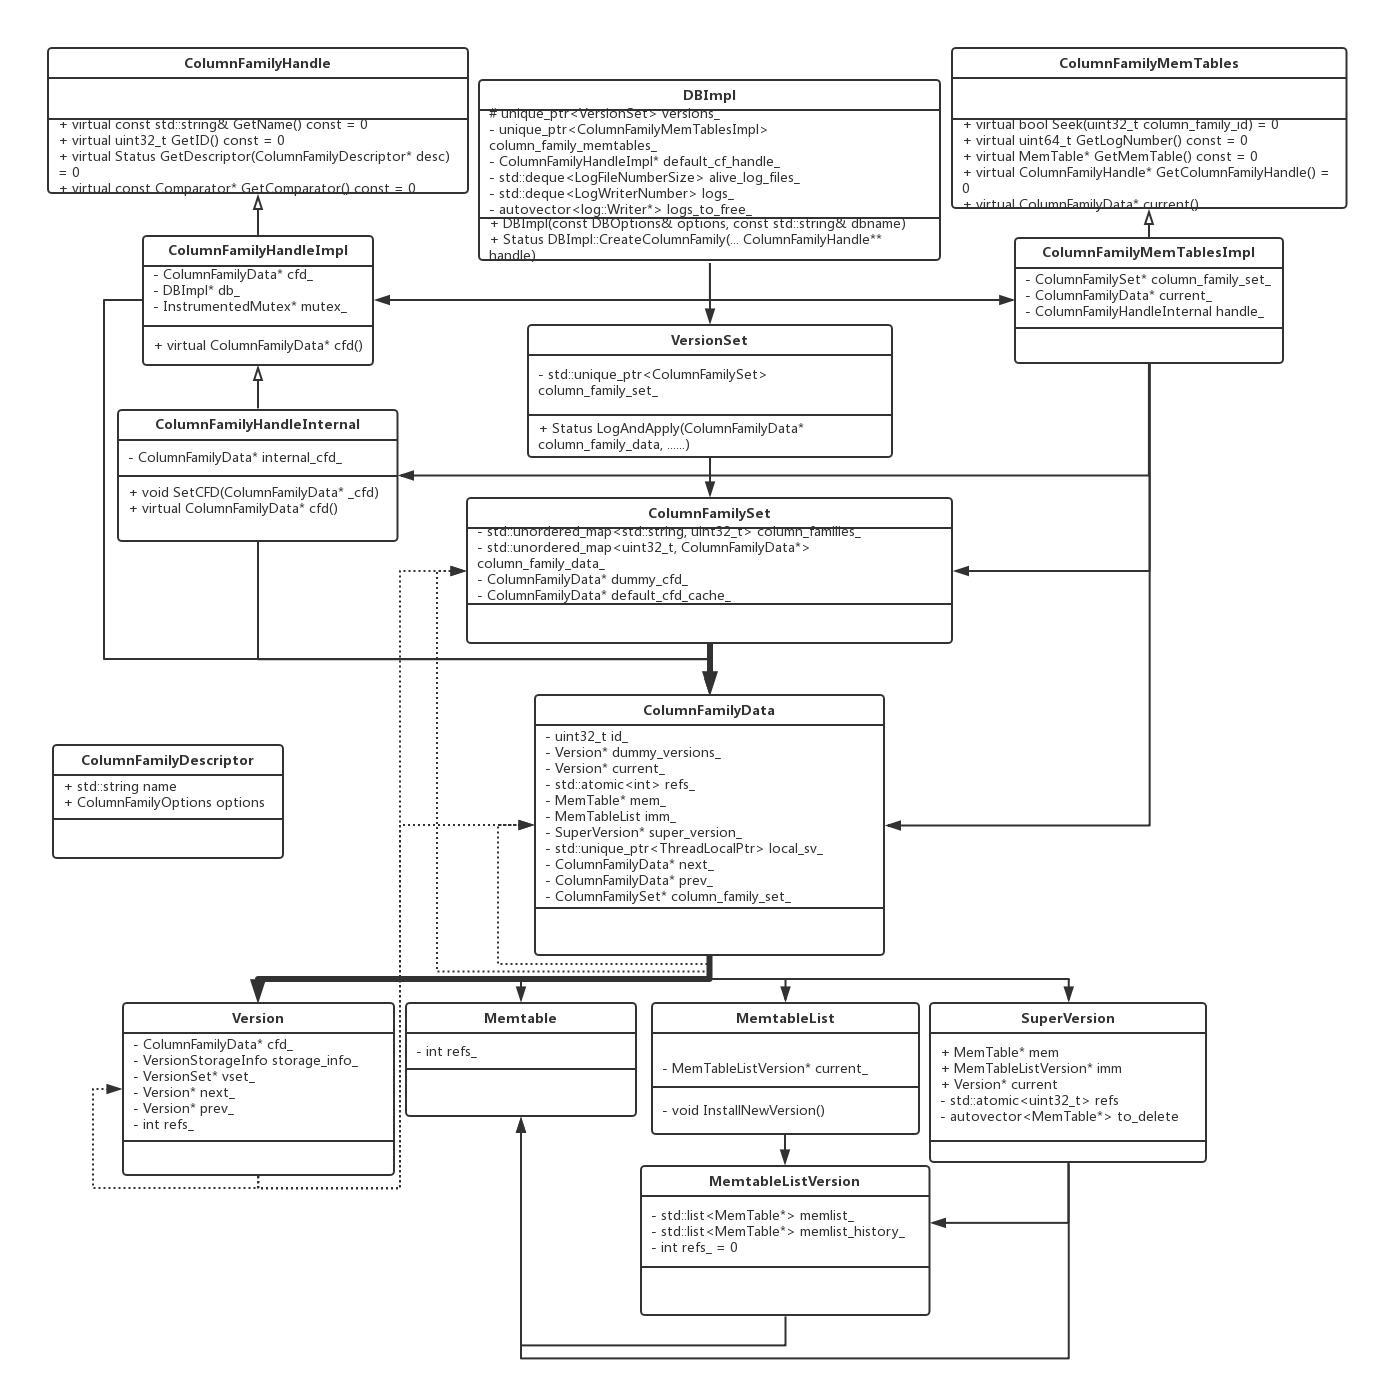 ColumnFamilyHandle
+ virtual const std::string& GetName() const = 0
+ virtual uint32_t GetID() const = 0
+ virtual Status GetDescriptor(ColumnFamilyDescriptor* desc)
= 0
+ virtual const Comparator* GetComparator() const = 0
DBImpl
# unique_ptr<VersionSet> versions_
- unique_ptr<ColumnFamilyMemTablesImpl>
column_family_memtables_
- ColumnFamilyHandleImpl* default_cf_handle_
- std::deque<LogFileNumberSize> alive_log_files_
- std::deque<LogWriterNumber> logs_
- autovector<log::Writer*> logs_to_free_
+ DBImpl(const DBOptions& options, const std::string& dbname)
+ Status DBImpl::CreateColumnFamily(... ColumnFamilyHandle**
handle)
ColumnFamilyMemTables
+ virtual bool Seek(uint32_t column_family_id) = 0
+ virtual uint64_t GetLogNumber() const = 0
+ virtual MemTable* GetMemTable() const = 0
+ virtual ColumnFamilyHandle* GetColumnFamilyHandle() =
0
+ virtual ColumnFamilyData* current()
ColumnFamilyHandleImpl
- ColumnFamilyData* cfd_
- DBImpl* db_
- InstrumentedMutex* mutex_
+ virtual ColumnFamilyData* cfd()
ColumnFamilyMemTablesImpl
- ColumnFamilySet* column_family_set_
- ColumnFamilyData* current_
- ColumnFamilyHandleInternal handle_
VersionSet
- std::unique_ptr<ColumnFamilySet>
column_family_set_
+ Status LogAndApply(ColumnFamilyData*
column_family_data, ......)
ColumnFamilyHandleInternal
- ColumnFamilyData* internal_cfd_
+ void SetCFD(ColumnFamilyData* _cfd)
+ virtual ColumnFamilyData* cfd()
ColumnFamilySet
- std::unordered_map<std::string, uint32_t> column_families_
- std::unordered_map<uint32_t, ColumnFamilyData*>
column_family_data_
- ColumnFamilyData* dummy_cfd_
- ColumnFamilyData* default_cfd_cache_
ColumnFamilyData
- uint32_t id_
- Version* dummy_versions_
- Version* current_
- std::atomic<int> refs_
- MemTable* mem_
- MemTableList imm_
- SuperVersion* super_version_
- std::unique_ptr<ThreadLocalPtr> local_sv_
- ColumnFamilyData* next_
- ColumnFamilyData* prev_
- ColumnFamilySet* column_family_set_
ColumnFamilyDescriptor
+ std::string name
+ ColumnFamilyOptions options
Version
- ColumnFamilyData* cfd_
- VersionStorageInfo storage_info_
- VersionSet* vset_
- Version* next_
- Version* prev_
- int refs_
Memtable
- int refs_
MemtableList
- MemTableListVersion* current_
- void InstallNewVersion()
SuperVersion
+ MemTable* mem
+ MemTableListVersion* imm
+ Version* current
- std::atomic<uint32_t> refs
- autovector<MemTable*> to_delete
MemtableListVersion
- std::list<MemTable*> memlist_
- std::list<MemTable*> memlist_history_
- int refs_ = 0